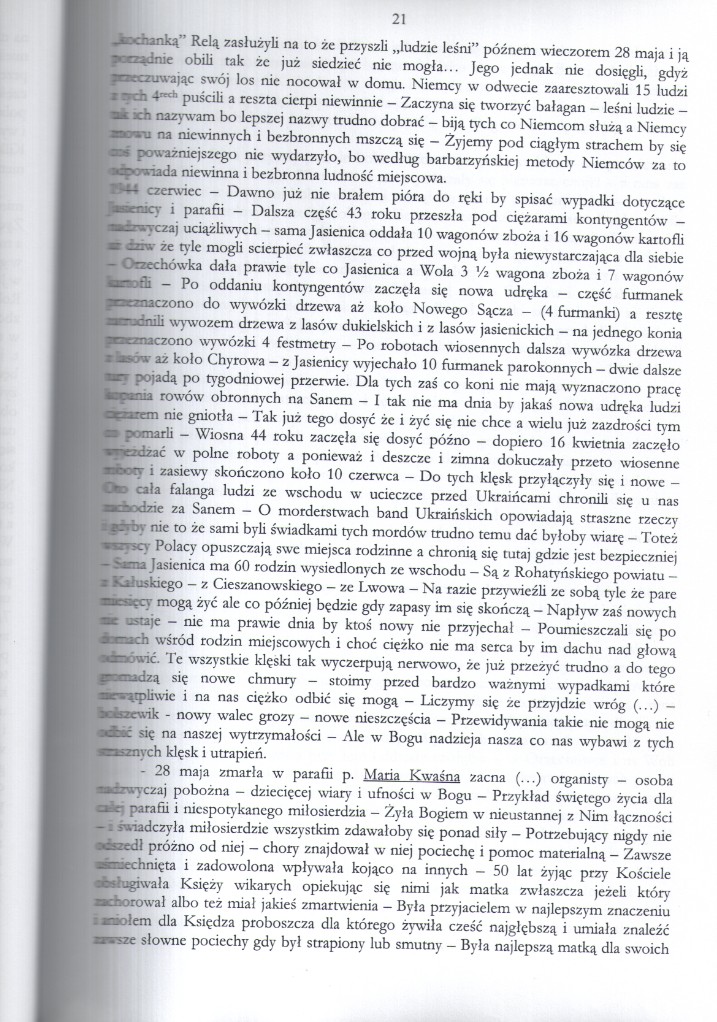 21
„kochanką” Relą zasłużyli na to że przyszli „ludzie leśni” późnem wieczorem 28 maja i ją
porządnie obili tak że już siedzieć nie mogła… Jego jednak nie dosięgli, gdyż
przeczuwając swój los nie nocował w domu. Niemcy w odwecie zaaresztowali 15 ludzi
z tych 4rech puścili a reszta cierpi niewinnie – Zaczyna się tworzyć bałagan – leśni ludzie –
tak ich nazywam bo lepszej nazwy trudno dobrać – biją tych co Niemcom służą a Niemcy
znowu na niewinnych i bezbronnych mszczą się – Żyjemy pod ciągłym strachem by się
coś poważniejszego nie wydarzyło, bo według barbarzyńskiej metody Niemców za to
odpowiada niewinna i bezbronna ludność miejscowa.
1944 czerwiec – Dawno już nie brałem pióra do ręki by spisać wypadki dotyczące
Jasienicy i parafii – Dalsza część 43 roku przeszła pod ciężarami kontyngentów –
nadzwyczaj uciążliwych – sama Jasienica oddała 10 wagonów zboża i 16 wagonów kartofli
aż dziw że tyle mogli scierpieć zwłaszcza co przed wojną była niewystarczająca dla siebie
– Orzechówka dała prawie tyle co Jasienica a Wola 3 ½ wagona zboża i 7 wagonów
kartofli – Po oddaniu kontyngentów zaczęła się nowa udręka – część furmanek
przeznaczono do wywózki drzewa aż koło Nowego Sącza – (4 furmanki) a resztę
zatrudnili wywozem drzewa z lasów dukielskich i z lasów jasienickich – na jednego konia
przeznaczono wywózki 4 festmetry – Po robotach wiosennych dalsza wywózka drzewa
z lasów aż koło Chyrowa – z Jasienicy wyjechało 10 furmanek parokonnych – dwie dalsze
tury pojadą po tygodniowej przerwie. Dla tych zaś co koni nie mają wyznaczono pracę
kopania rowów obronnych na Sanem – I tak nie ma dnia by jakaś nowa udręka ludzi
ciężarem nie gniotła – Tak już tego dosyć że i żyć się nie chce a wielu już zazdrości tym
co pomarli – Wiosna 44 roku zaczęła się dosyć późno – dopiero 16 kwietnia zaczęło
wyjeżdżać w polne roboty a ponieważ i deszcze i zimna dokuczały przeto wiosenne
roboty i zasiewy skończono koło 10 czerwca – Do tych klęsk przyłączyły się i nowe –
Oto cała falanga ludzi ze wschodu w ucieczce przed Ukraińcami chronili się u nas
zachodzie za Sanem – O morderstwach band Ukraińskich opowiadają straszne rzeczy
i gdyby nie to że sami byli świadkami tych mordów trudno temu dać byłoby wiarę – Toteż
wszyscy Polacy opuszczają swe miejsca rodzinne a chronią się tutaj gdzie jest bezpieczniej
– Sama Jasienica ma 60 rodzin wysiedlonych ze wschodu – Są z Rohatyńskiego powiatu –
z Kałuskiego – z Cieszanowskiego – ze Lwowa – Na razie przywieźli ze sobą tyle że pare
miesięcy mogą żyć ale co później będzie gdy zapasy im się skończą – Napływ zaś nowych
nie ustaje – nie ma prawie dnia by ktoś nowy nie przyjechał – Poumieszczali się po
domach wśród rodzin miejscowych i choć ciężko nie ma serca by im dachu nad głową
odmówić. Te wszystkie klęski tak wyczerpują nerwowo, że już przeżyć trudno a do tego
gromadzą się nowe chmury – stoimy przed bardzo ważnymi wypadkami które
niewątpliwie i na nas ciężko odbić się mogą – Liczymy się że przyjdzie wróg (…) –
bolszewik - nowy walec grozy – nowe nieszczęścia – Przewidywania takie nie mogą nie
odbić się na naszej wytrzymałości – Ale w Bogu nadzieja nasza co nas wybawi z tych
strasznych klęsk i utrapień.
- 28 maja zmarła w parafii p. Maria Kwaśna zacna (…) organisty – osoba
nadzwyczaj pobożna – dziecięcej wiary i ufności w Bogu – Przykład świętego życia dla
całej parafii i niespotykanego miłosierdzia – Żyła Bogiem w nieustannej z Nim łączności
– i świadczyła miłosierdzie wszystkim zdawałoby się ponad siły – Potrzebujący nigdy nie
odszedł próżno od niej – chory znajdował w niej pociechę i pomoc materialną – Zawsze
uśmiechnięta i zadowolona wpływała kojąco na innych – 50 lat żyjąc przy Kościele
obsługiwała Księży wikarych opiekując się nimi jak matka zwłaszcza jeżeli który
zachorował albo też miał jakieś zmartwienia – Była przyjacielem w najlepszym znaczeniu
i aniołem dla Księdza proboszcza dla którego żywiła cześć najgłębszą i umiała znaleźć
zawsze słowne pociechy gdy był strapiony lub smutny – Była najlepszą matką dla swoich